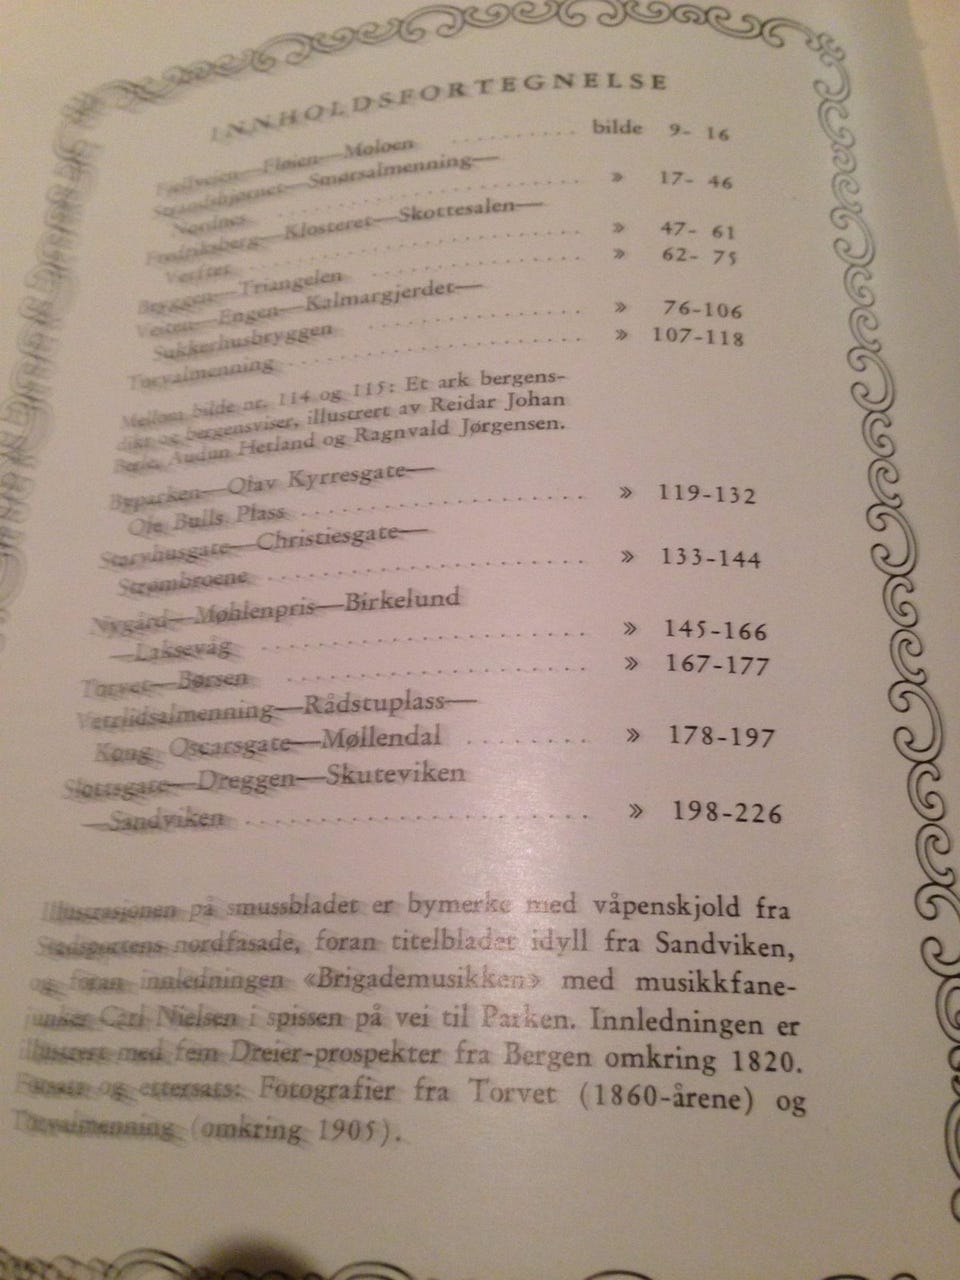 INNHOLDSFORTEGNELSE
Fjellveien—Fløien—Moloen . . . . . . . . . . bilde 9- 16
Strandhjørnet—Smørsalmenning—
Nordnes . . . . . . . . . . . . . . . . . . . . . . » 17- 46
Fredriksberg—Klosteret—Skottesalen—
Verftet . . . . . . . . . . . . . . . . . . . . . . » 47- 61
Bryggen—Triangelen . . . . . . . . . . . . . . » 62- 75
Veiten—Engen—Kalmargjerdet—
Sukkerhusbryggen . . . . . . . . . . . . . . » 76-106
Torvalmenning . . . . . . . . . . . . . . . . . . » 107-118
Mellom bilde nr. 114 og 115: Et ark bergens-
dikt og bergensviser, illustrert av Reidar Johan
Berle, Audun Hetland og Ragnvald Jørgensen.
Byparken—Olav Kyrresgate—
Ole Bulls Plass . . . . . . . . . . . . . . . . . . » 119-132
Starvhusgate—Christiesgate—
Strømbroene . . . . . . . . . . . . . . . . . . . . » 133-144
Nygård—Møhlenpris—Birkelund
—Laksevåg . . . . . . . . . . . . . . . . . . . . » 145-166
Torvet—Børsen . . . . . . . . . . . . . . . . . . » 167-177
Vetrlidsalmenning—Rådstuplass—
Kong Oscarsgate—Møllendal . . . . . . . . » 178-197
Slottsgate—Dreggen—Skuteviken
—Sandviken . . . . . . . . . . . . . . . . . . . . » 198-226
Illustrasjonen på smussbladet er bymerke med våpenskjold fra
Stadsportens nordfasade, foran titelbladet idyll fra Sandviken,
og foran innledningen «Brigademusikken» med musikkfane-
junker Carl Nielsen i spissen på vei til Parken. Innledningen er
illustrert med fem Dreier-prospekter fra Bergen omkring 1820.
Forsats og ettersats: Fotografier fra Torvet (1860-årene) og
Torvalmenning (omkring 1905).